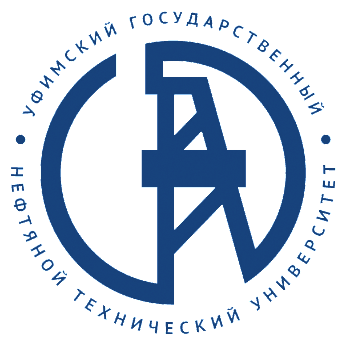 УФИМСКИЙ ГОСУДАРСТВЕННЫЙ
НЕФТЯНОЙ ТЕХНИЧЕСКИЙ УНИВЕРСИТЕТ